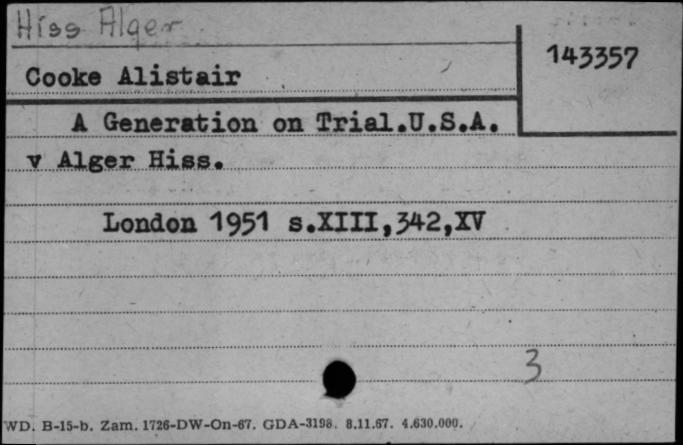 Hiss Alger
143357
Cooke Alistair
A Generation on Trial.U.S.A.
v Alger Hiss.
London 1951 s.XIII,342,XV
3
WD. B-15-b. Zam. 1726-DW-On-67. GDA-3198. 8.11.67. 4.630.000.